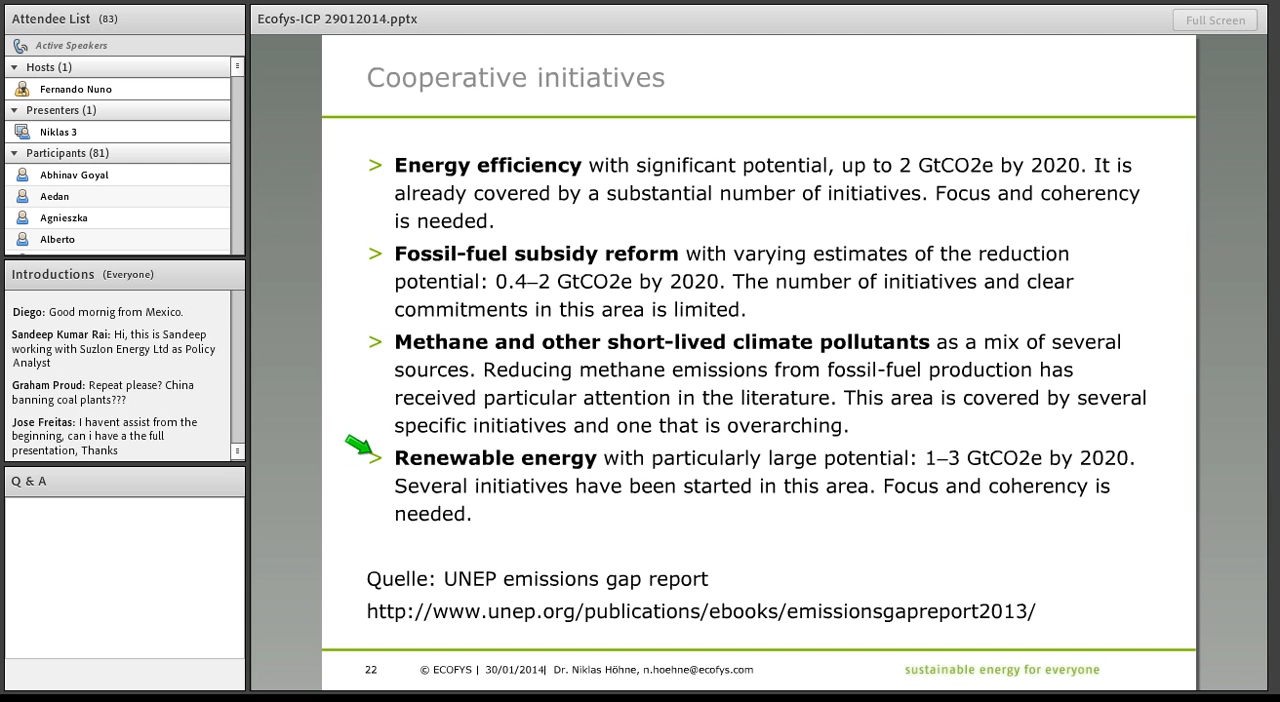 Attendee List (83)
Active Speakers
Hosts (1)
Fernando Nuno
Presenters (1)
Niklas 3
Participants (81)
Abhinav Goyal
Aedan
Agnieszka
Alberto
Introductions (Everyone)
Diego: Good mornig from Mexico.
Sandeep Kumar Rai: Hi, this is Sandeep
working with Suzlon Energy Ltd as Policy
Analyst
Graham Proud: Repeat please? China
banning coal plants???
Jose Freitas: I havent assist from the
beginning, can i have a the full
presentation, Thanks
Q & A
Ecofys-ICP 29012014.pptx
Full Screen
Cooperative initiatives
> Energy efficiency with significant potential, up to 2 GtCO2e by 2020. It is
already covered by a substantial number of initiatives. Focus and coherency
is needed.
> Fossil-fuel subsidy reform with varying estimates of the reduction
potential: 0.4–2 GtCO2e by 2020. The number of initiatives and clear
commitments in this area is limited.
> Methane and other short-lived climate pollutants as a mix of several
sources. Reducing methane emissions from fossil-fuel production has
received particular attention in the literature. This area is covered by several
specific initiatives and one that is overarching.
> Renewable energy with particularly large potential: 1–3 GtCO2e by 2020.
Several initiatives have been started in this area. Focus and coherency is
needed.
Quelle: UNEP emissions gap report
http://www.unep.org/publications/ebooks/emissionsgapreport2013/
22 © ECOFYS | 30/01/2014| Dr. Niklas Höhne, n.hoehne@ecofys.com
sustainable energy for everyone